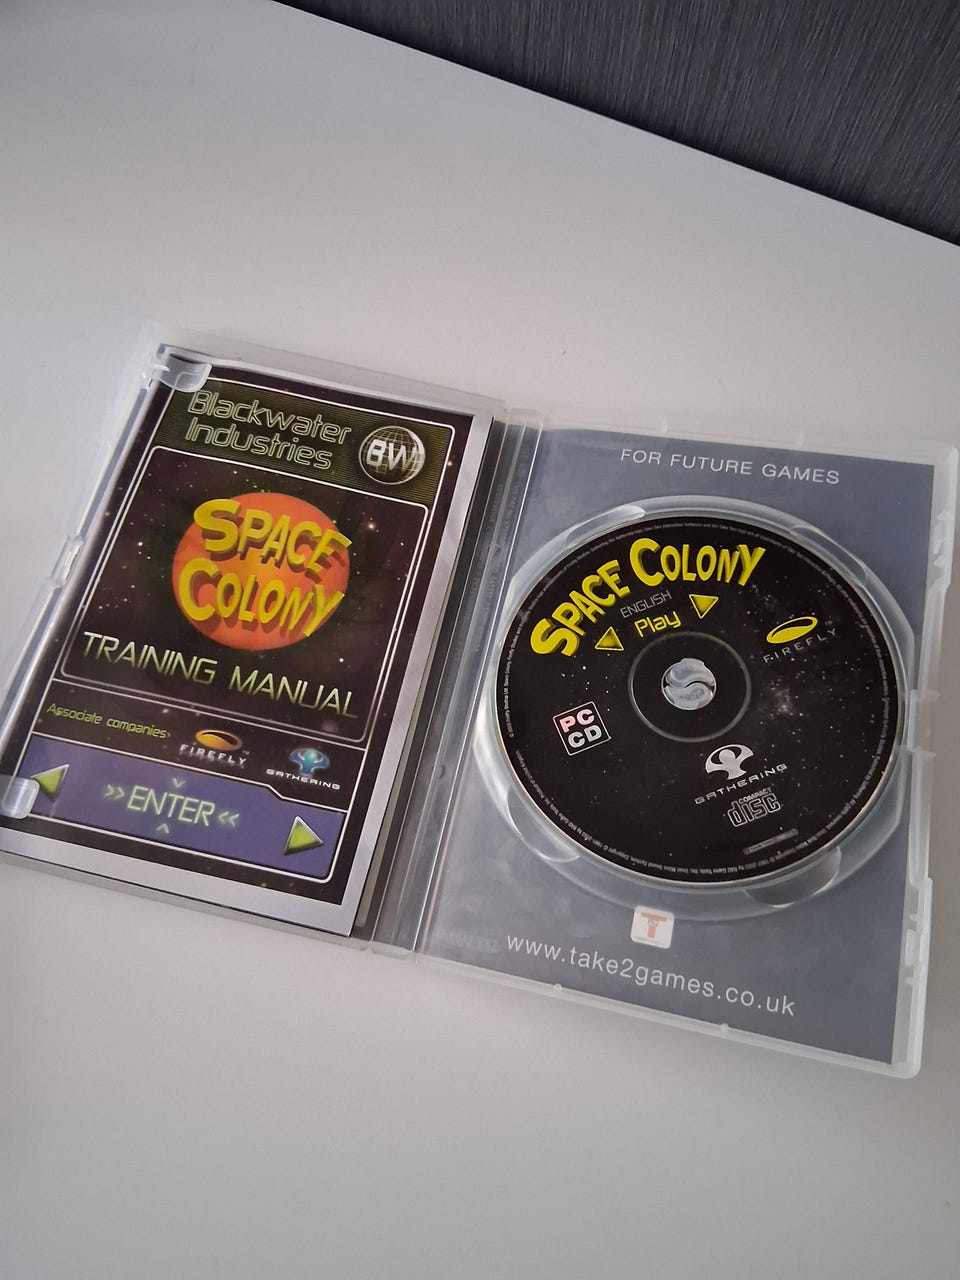 Blackwater
Industries
BW
SPACE
COLONY
TRAINING MANUAL
Associate companies>
FIREFLY™
GATHERING
>>ENTER<<
FOR FUTURE GAMES
SPACE COLONY
ENGLISH
Play
FIREFLY
PC
CD
GATHERING
COMPACT
disc
T
www.take2games.co.uk